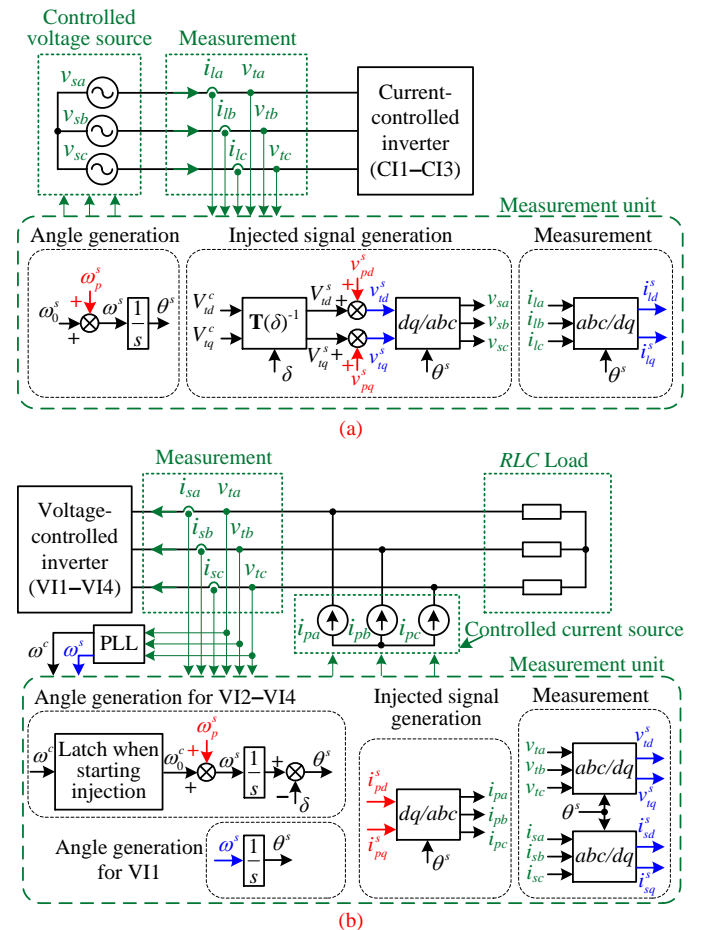 Controlled
voltage source
Measurement
v_sa
v_sb
v_sc
i_la
i_lb
i_lc
v_ta
v_tb
v_tc
Current-
controlled
inverter
(CI1–CI3)
Measurement unit
Angle generation
ω_p^s
+
ω_0^s
+
ω^s
1
s
θ^s
Injected signal generation
V_td^c
V_tq^c
T(δ)^-1
δ
V_td^s
+
+
v_pd^s
v_td^s
V_tq^s
+
+
v_pq^s
v_tq^s
dq/abc
θ^s
v_sa
v_sb
v_sc
Measurement
i_la
i_lb
i_lc
abc/dq
θ^s
i_ld^s
i_lq^s
(a)
Measurement
RLC Load
Voltage-
controlled
inverter
(VI1–VI4)
i_sa
i_sb
i_sc
v_ta
v_tb
v_tc
i_pa
i_pb
i_pc
Controlled current source
PLL
ω^c
ω^s
Measurement unit
Angle generation for VI2–VI4
ω^c
Latch when
starting
injection
ω_0^c
+
ω_p^s
+
ω^s
1
s
+
−
δ
θ^s
Angle generation
for VI1
ω^s
1
s
θ^s
Injected signal
generation
i_pd^s
i_pq^s
dq/abc
θ^s
i_pa
i_pb
i_pc
Measurement
v_ta
v_tb
v_tc
abc/dq
v_td^s
v_tq^s
θ^s
i_sa
i_sb
i_sc
abc/dq
i_sd^s
i_sq^s
(b)